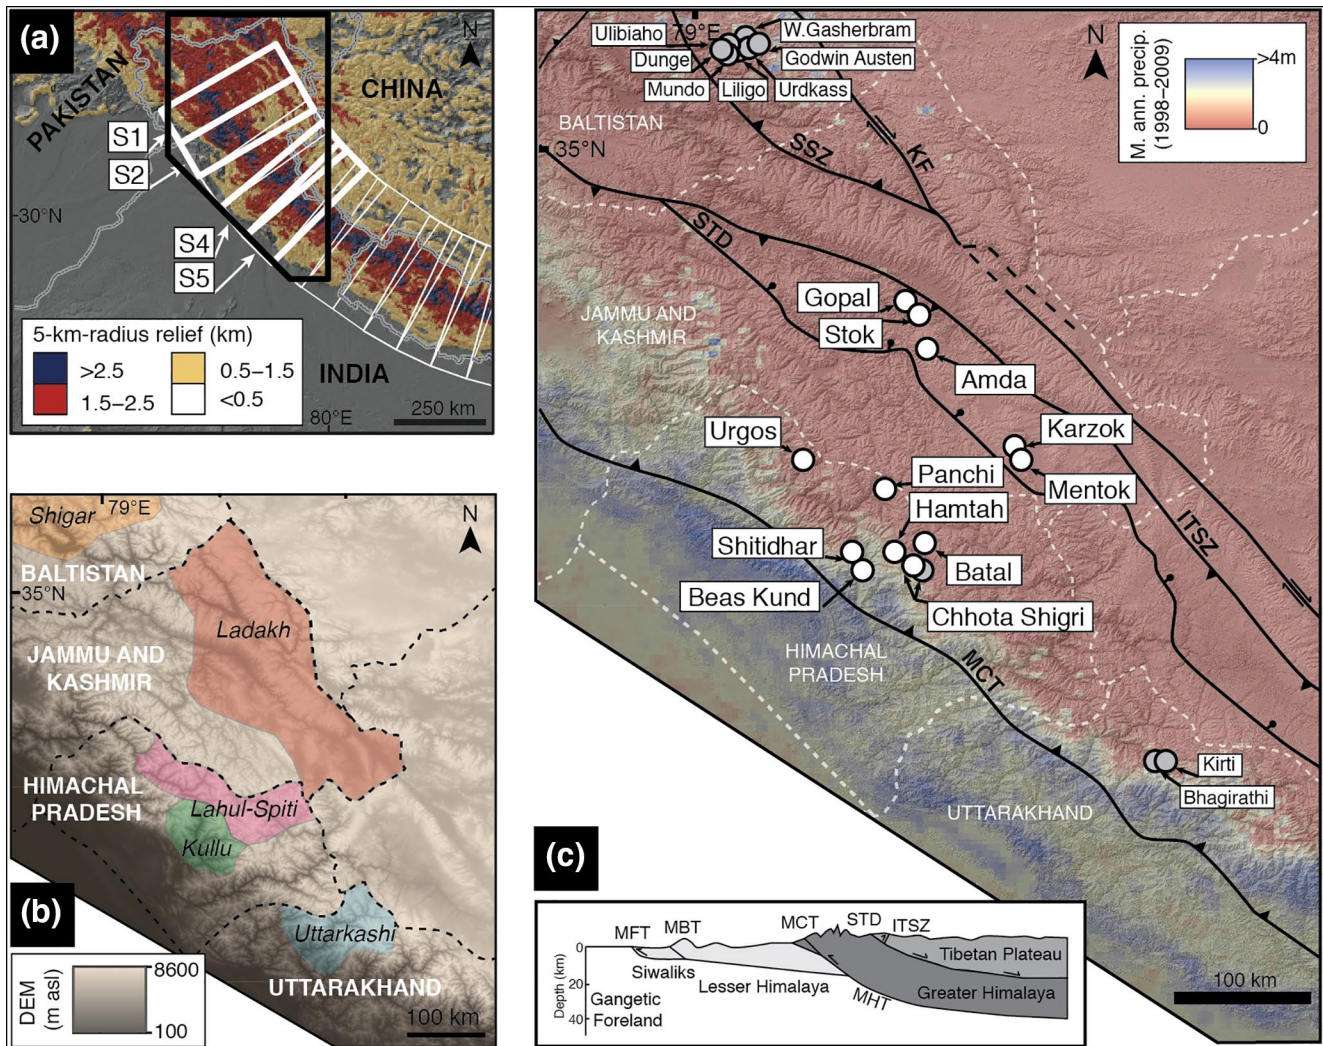 (a)
N
PAKISTAN
CHINA
S1
S2
30°N
S4
S5
5-km-radius relief (km)
>2.5
0.5–1.5
1.5–2.5
<0.5
INDIA
80°E
250 km
Shigar
79°E
N
BALTISTAN
35°N
Ladakh
JAMMU AND
KASHMIR
HIMACHAL
PRADESH
Lahul-Spiti
Kullu
(b)
Uttarkashi
UTTARAKHAND
DEM
(m asl)
8600
100
100 km
Ulibiaho
79°E
W.Gasherbram
Dunge
Godwin Austen
Mundo
Liligo
Urdkass
N
M. ann. precip.
(1998–2009)
>4m
0
BALTISTAN
35°N
SSZ
KF
STD
Gopal
JAMMU AND
KASHMIR
Stok
Amda
Urgos
Karzok
Panchi
Mentok
Hamtah
ITSZ
Shitidhar
Batal
Beas Kund
Chhota Shigri
HIMACHAL
PRADESH
MCT
Kirti
Bhagirathi
UTTARAKHAND
(c)
MFT
MBT
MCT
STD
ITSZ
0
20
40
Depth (km)
Siwaliks
Lesser Himalaya
Tibetan Plateau
Gangetic
Foreland
MHT
Greater Himalaya
100 km